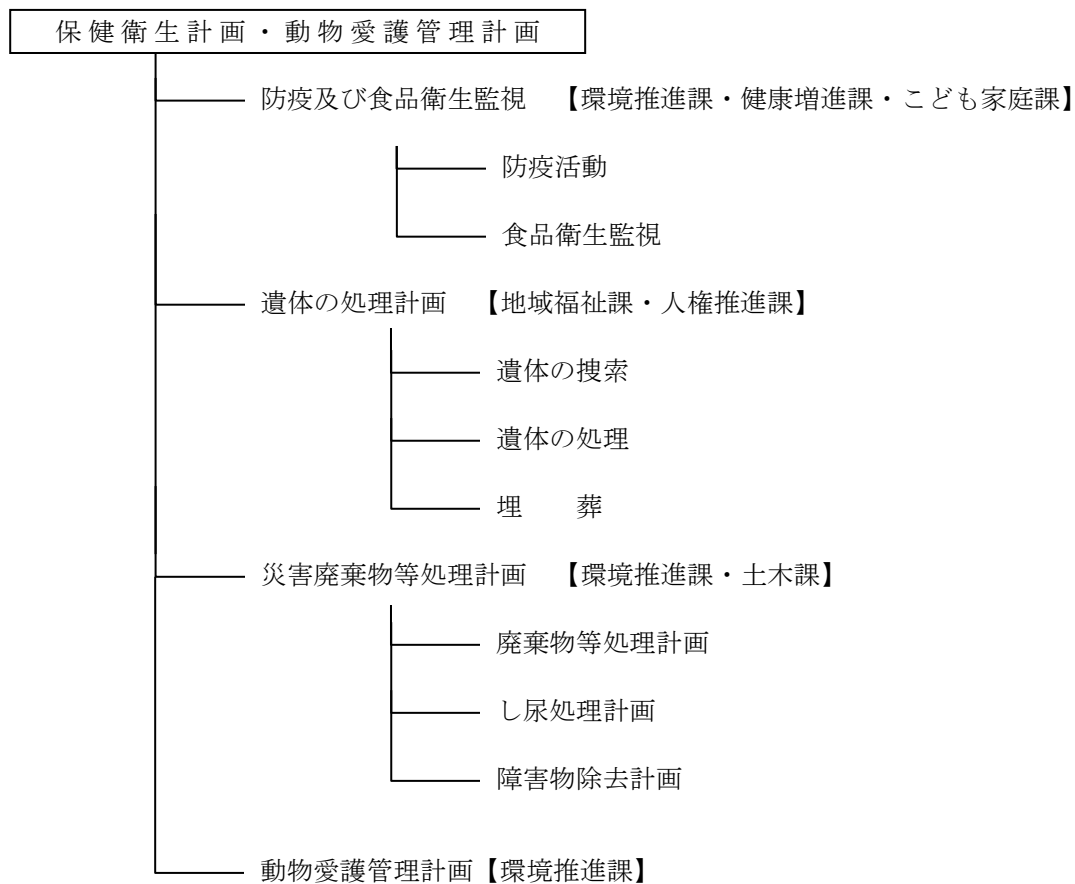 保健衛生計画・動物愛護管理計画
防疫及び食品衛生監視　【環境推進課・健康増進課・こども家庭課】
防疫活動
食品衛生監視
遺体の処理計画　【地域福祉課・人権推進課】
遺体の捜索
遺体の処理
埋　　葬
災害廃棄物等処理計画　【環境推進課・土木課】
廃棄物等処理計画
し尿処理計画
障害物除去計画
動物愛護管理計画【環境推進課】